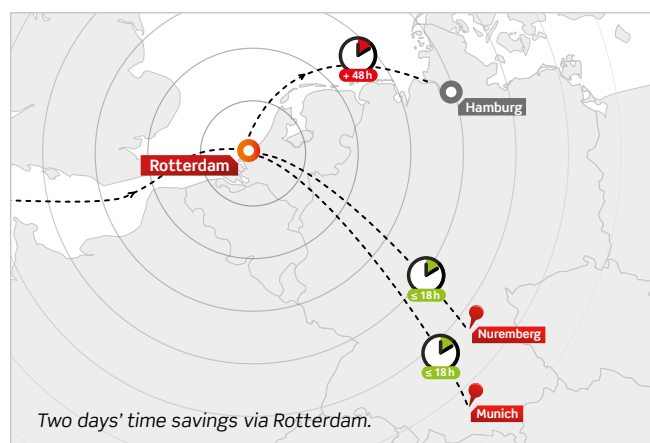 + 48 h
Hamburg
Rotterdam
≤ 18 h
Nuremberg
≤ 18 h
Munich
Two days' time savings via Rotterdam.